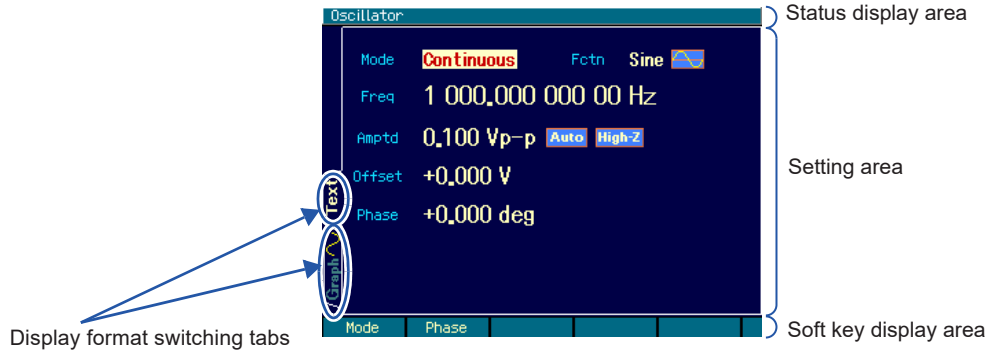 Oscillator
Status display area
Mode Continuous Fctn Sine
Freq 1 000.000 000 00 Hz
Amptd 0.100 Vp-p Auto High-Z
Setting area
Offset +0.000 V
Text
Phase +0.000 deg
Graph
Mode Phase
Soft key display area
Display format switching tabs